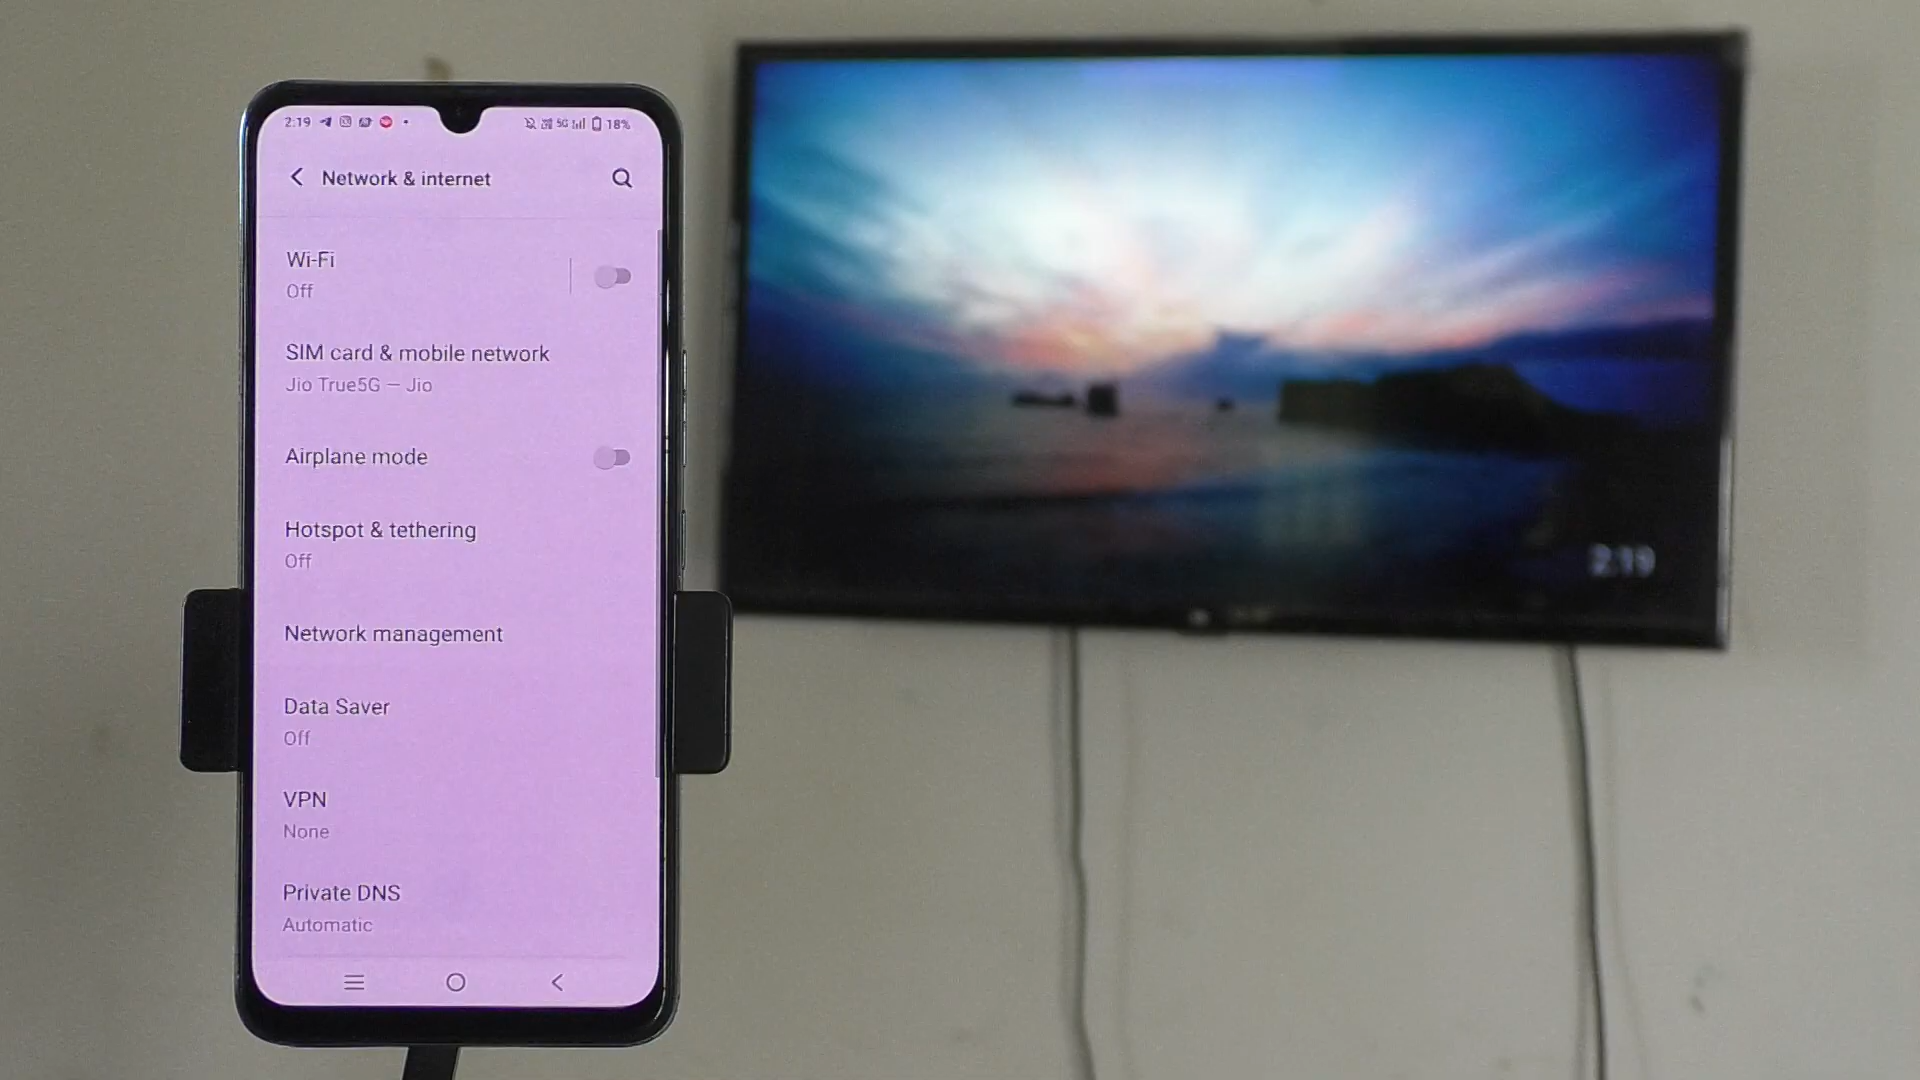 2:19
5G 18%
Network & internet
Wi-Fi
Off
SIM card & mobile network
Jio True5G — Jio
Airplane mode
Hotspot & tethering
Off
Network management
Data Saver
Off
VPN
None
Private DNS
Automatic
2:19